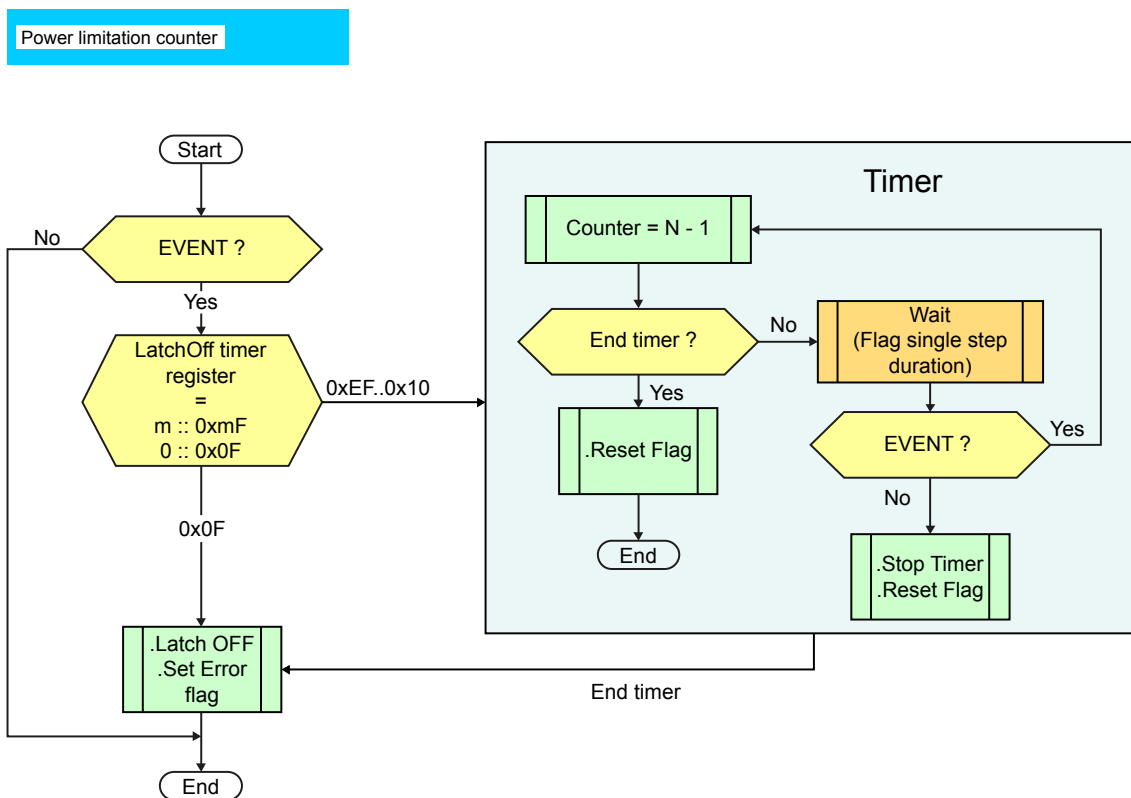 Power limitation counter
Start
No
EVENT ?
Yes
LatchOff timer
register
=
m :: 0xmF
0 :: 0x0F
0xEF..0x10
0x0F
.Latch OFF
.Set Error
flag
End
Timer
Counter = N - 1
End timer ?
No
Wait
(Flag single step
duration)
Yes
.Reset Flag
End
EVENT ?
Yes
No
.Stop Timer
.Reset Flag
End timer